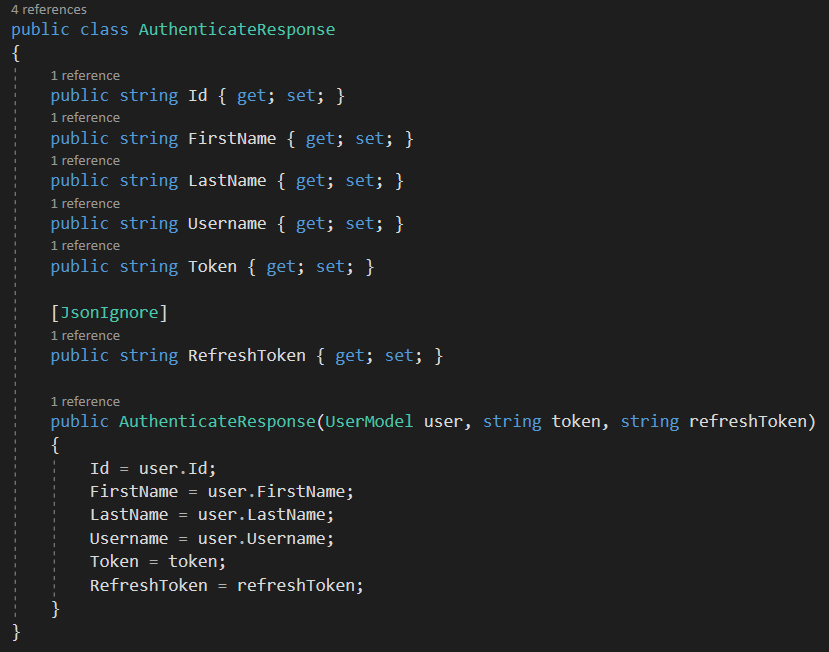 4 references
public class AuthenticateResponse
{
1 reference
public string Id { get; set; }
1 reference
public string FirstName { get; set; }
1 reference
public string LastName { get; set; }
1 reference
public string Username { get; set; }
1 reference
public string Token { get; set; }
[JsonIgnore]
1 reference
public string RefreshToken { get; set; }
1 reference
public AuthenticateResponse(UserModel user, string token, string refreshToken)
{
Id = user.Id;
FirstName = user.FirstName;
LastName = user.LastName;
Username = user.Username;
Token = token;
RefreshToken = refreshToken;
}
}